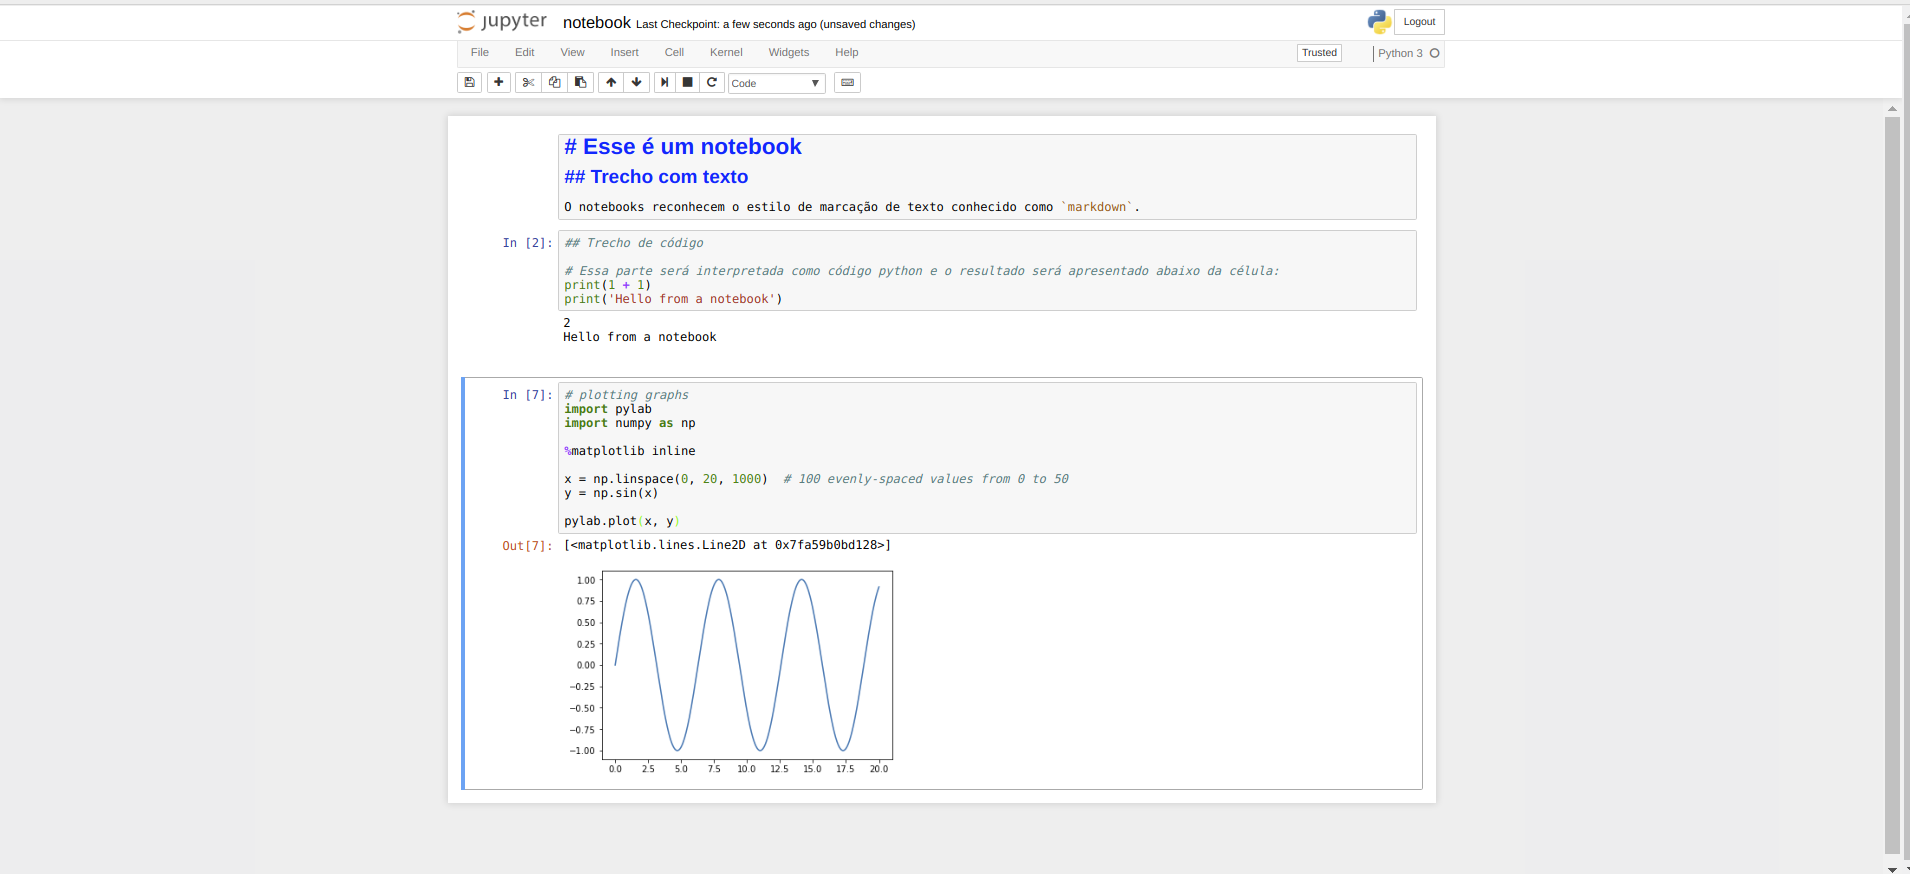 jupyter notebook Last Checkpoint: a few seconds ago (unsaved changes) Logout
File Edit View Insert Cell Kernel Widgets Help Trusted Python 3
Code
# Esse é um notebook
## Trecho com texto
O notebooks reconhecem o estilo de marcação de texto conhecido como `markdown`.
In [2]: ## Trecho de código
# Essa parte será interpretada como código python e o resultado será apresentado abaixo da célula:
print(1 + 1)
print('Hello from a notebook')
2
Hello from a notebook
In [7]: # plotting graphs
import pylab
import numpy as np
%matplotlib inline
x = np.linspace(0, 20, 1000)  # 100 evenly-spaced values from 0 to 50
y = np.sin(x)
pylab.plot(x, y)
Out[7]: [<matplotlib.lines.Line2D at 0x7fa59b0bd128>]
1.00
0.75
0.50
0.25
0.00
−0.25
−0.50
−0.75
−1.00
0.0 2.5 5.0 7.5 10.0 12.5 15.0 17.5 20.0